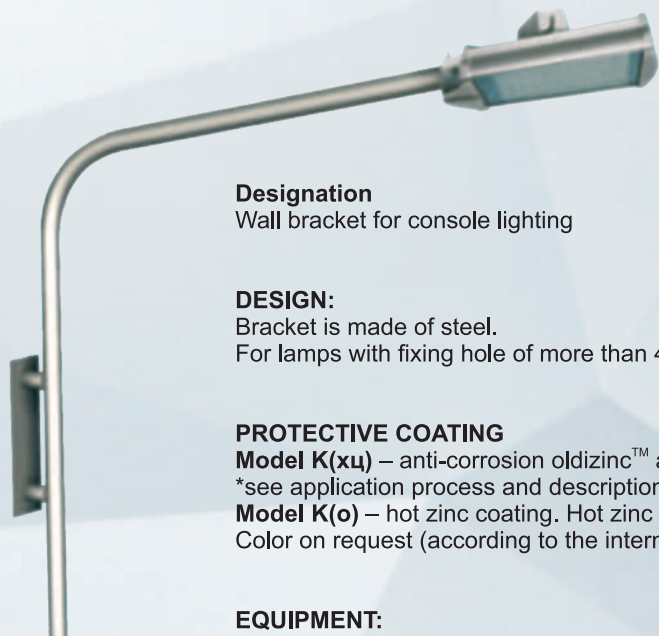 Designation
Wall bracket for console lighting
DESIGN:
Bracket is made of steel.
For lamps with fixing hole of more than 4
PROTECTIVE COATING
Model K(хц) – anti-corrosion oldizinc™ a
*see application process and description
Model K(o) – hot zinc coating. Hot zinc
Color on request (according to the interr
EQUIPMENT: